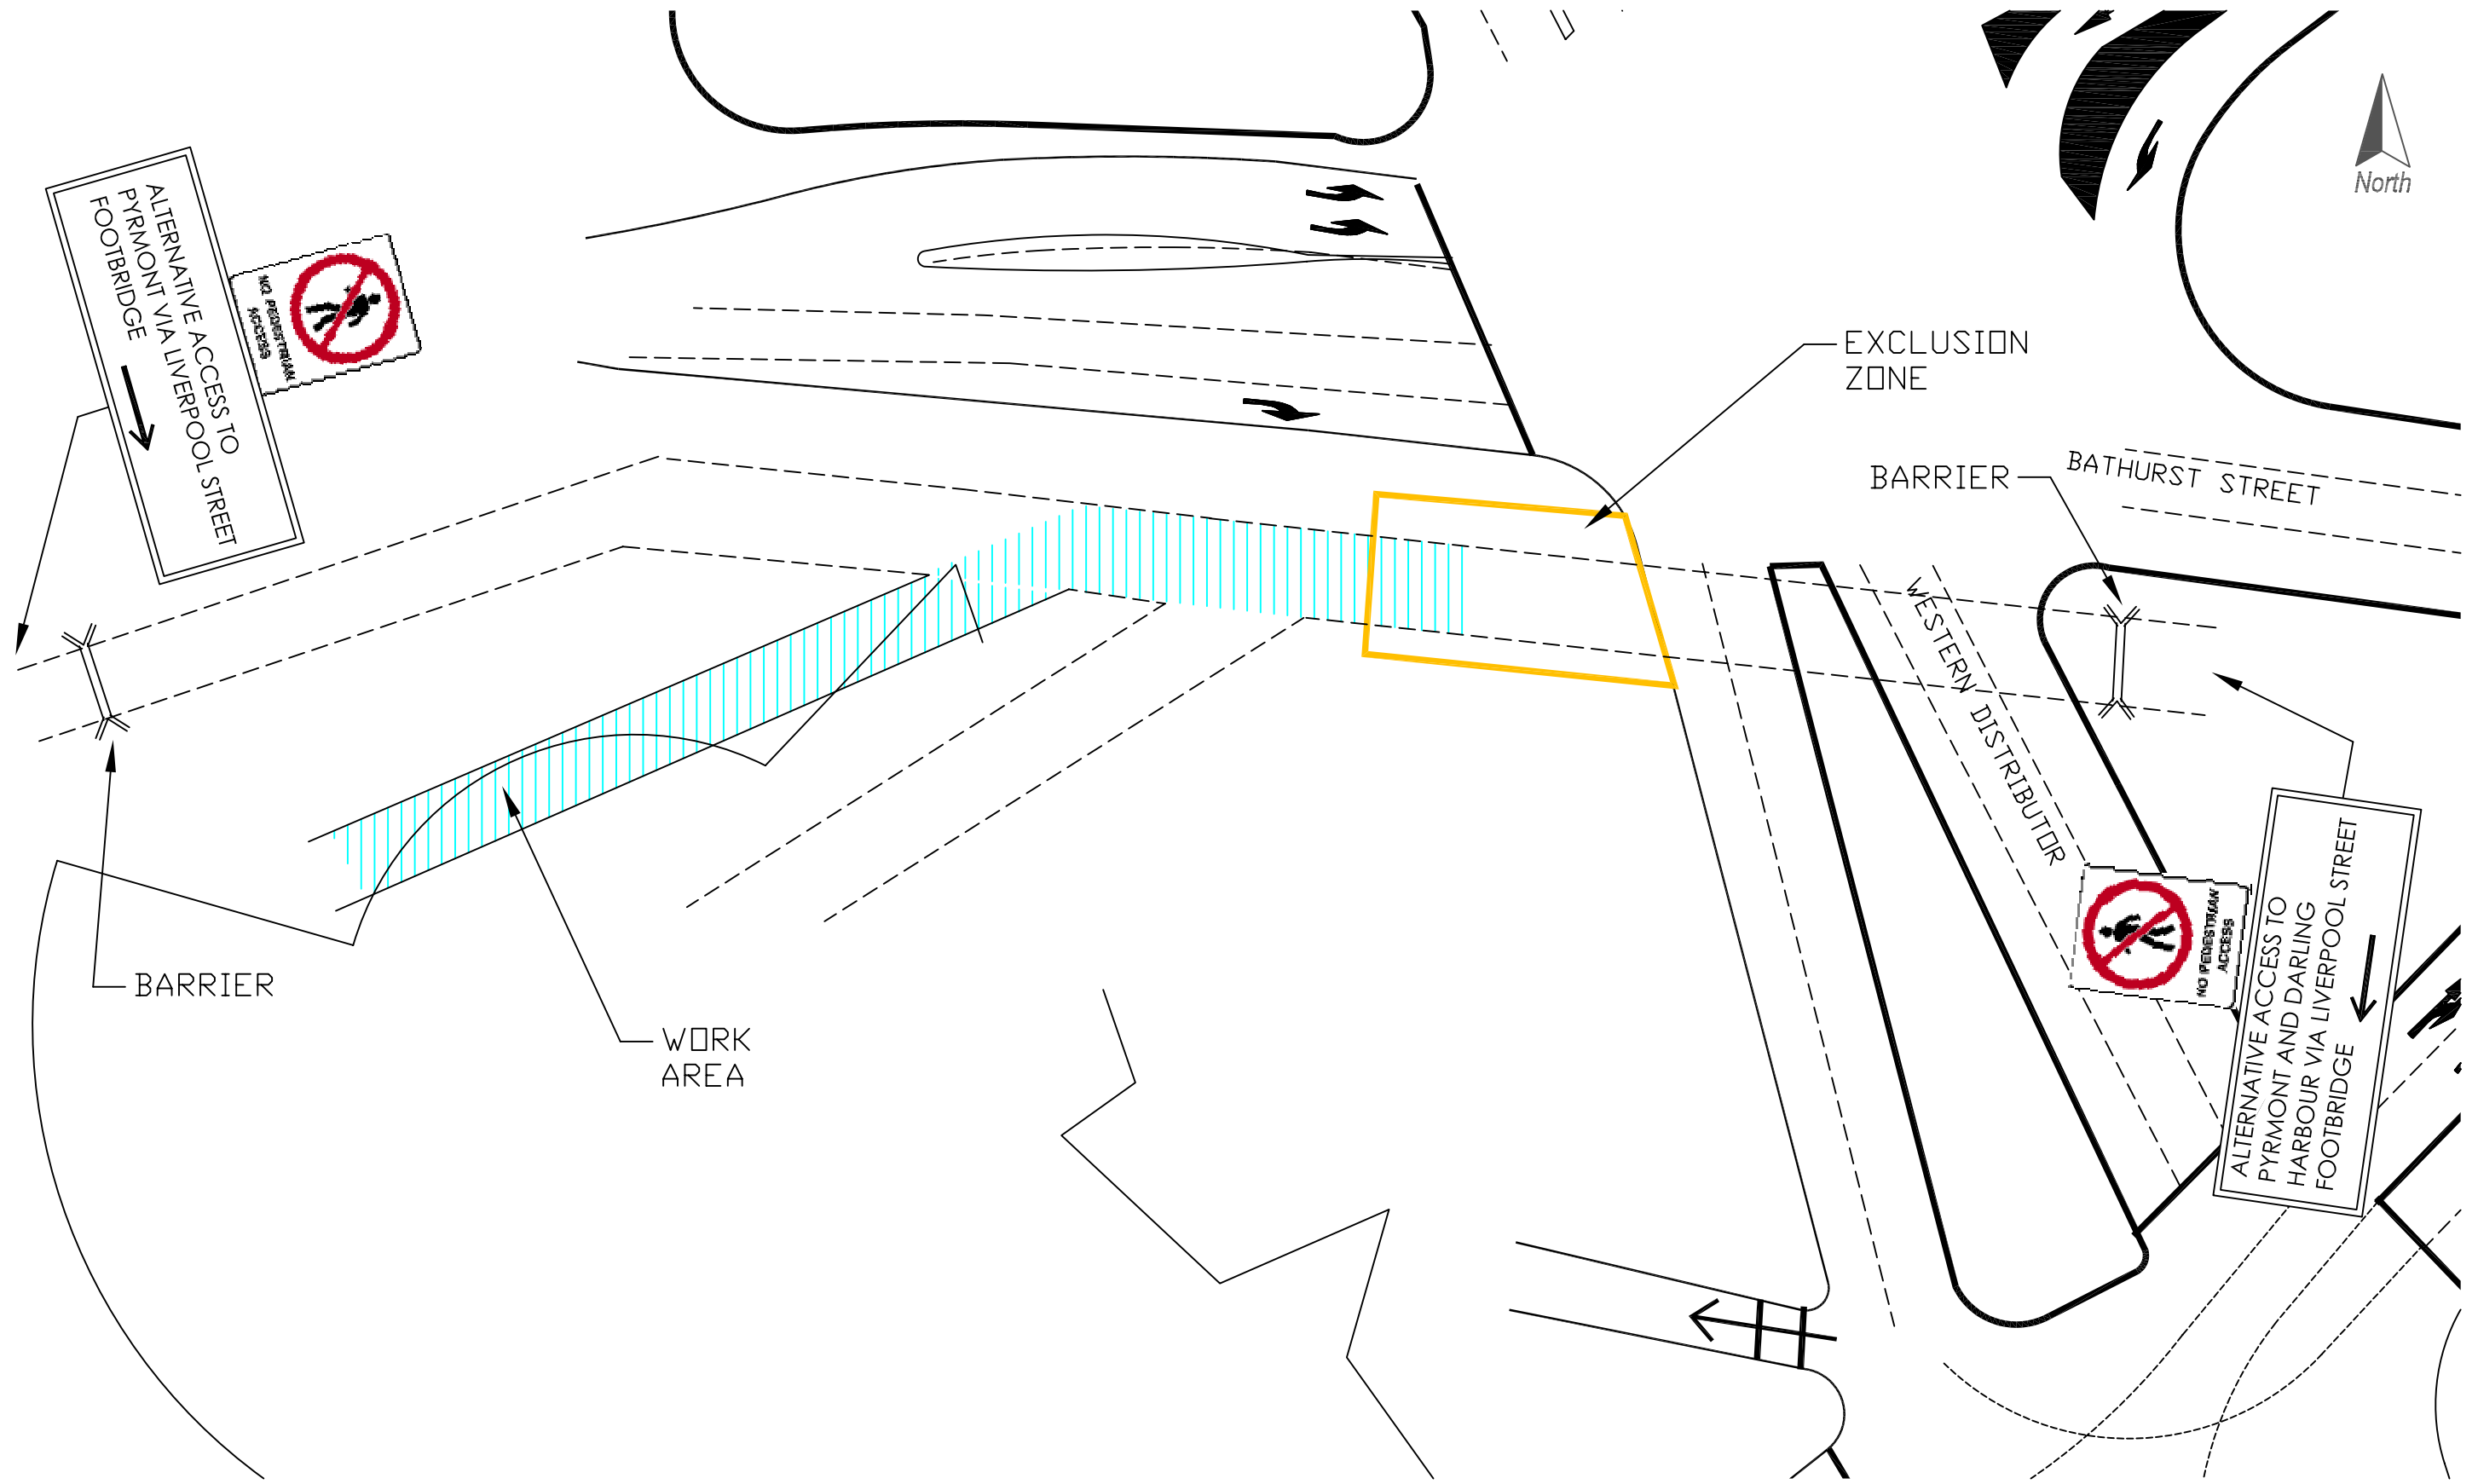 ALTERNATIVE ACCESS TO
PYRMONT VIA LIVERPOOL STREET
FOOTBRIDGE
NO PEDESTRIAN
ACCESS
North
EXCLUSION
ZONE
BARRIER
BATHURST STREET
WESTERN DISTRIBUTOR
BARRIER
WORK
AREA
NO PEDESTRIAN
ACCESS
ALTERNATIVE ACCESS TO
PYRMONT AND DARLING
HARBOUR VIA LIVERPOOL STREET
FOOTBRIDGE